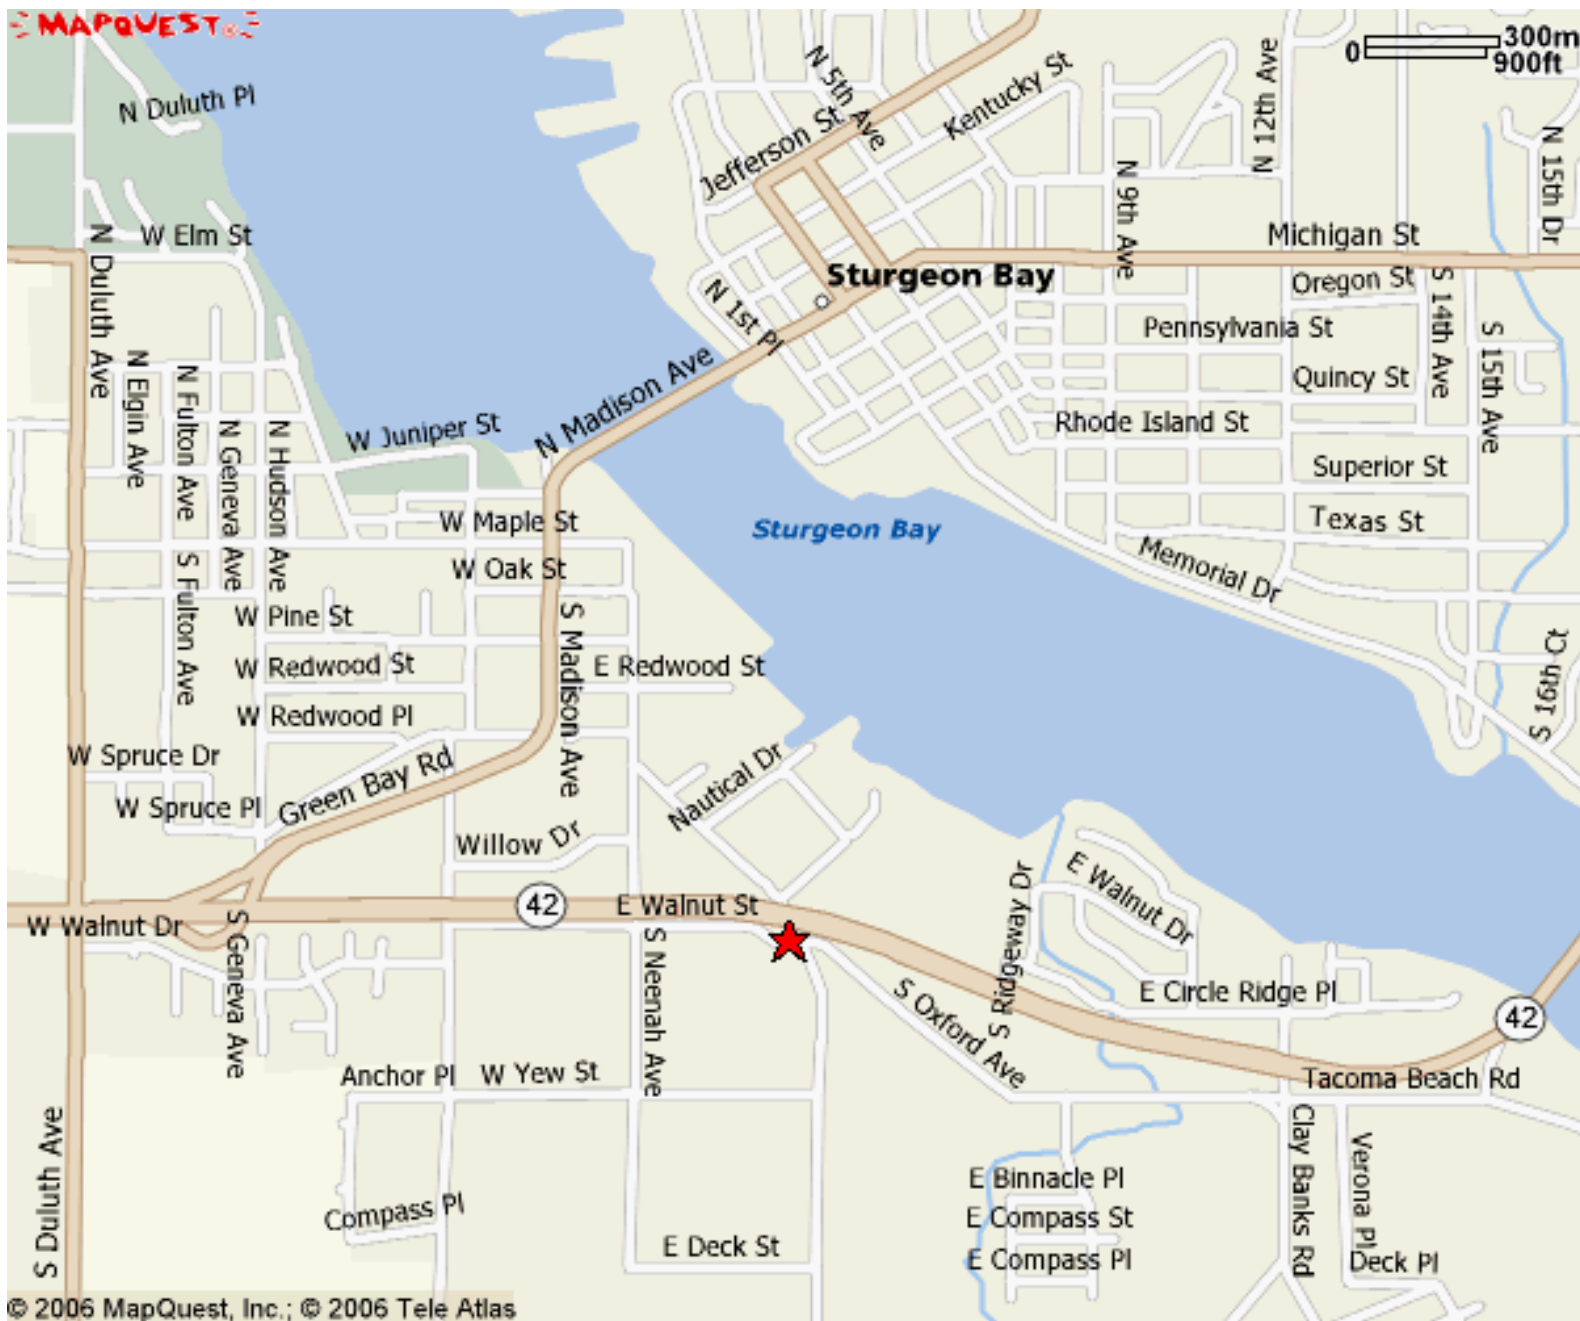 MAPQUEST®
300m
0
900ft
N Duluth Pl
N 5th Ave
Kentucky St
N 12th Ave
Jefferson St
N 15th Dr
N 9th Ave
W Elm St
N Duluth Ave
Michigan St
Sturgeon Bay
Oregon St
S 14th Ave
N 1st Pl
Pennsylvania St
S 15th Ave
N Madison Ave
Quincy St
N Elgin Ave
N Fulton Ave
N Geneva Ave
N Hudson Ave
W Juniper St
Rhode Island St
Superior St
W Maple St
Sturgeon Bay
Texas St
Memorial Dr
W Oak St
S Fulton Ave
W Pine St
S Madison Ave
W Redwood St
E Redwood St
S 16th Ct
W Redwood Pl
W Spruce Dr
Green Bay Rd
Nautical Dr
W Spruce Pl
Willow Dr
E Walnut Dr
S Ridgeway Dr
42
E Walnut St
W Walnut Dr
S Geneva Ave
S Neenah Ave
S Oxford Ave
E Circle Ridge Pl
42
Anchor Pl
W Yew St
Tacoma Beach Rd
S Duluth Ave
Clay Banks Rd
Verona Pl
E Binnacle Pl
Compass Pl
E Compass St
E Deck St
E Compass Pl
Deck Pl
© 2006 MapQuest, Inc.; © 2006 Tele Atlas